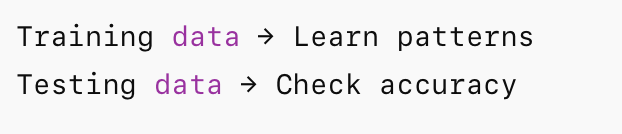 Training data → Learn patterns
Testing data → Check accuracy